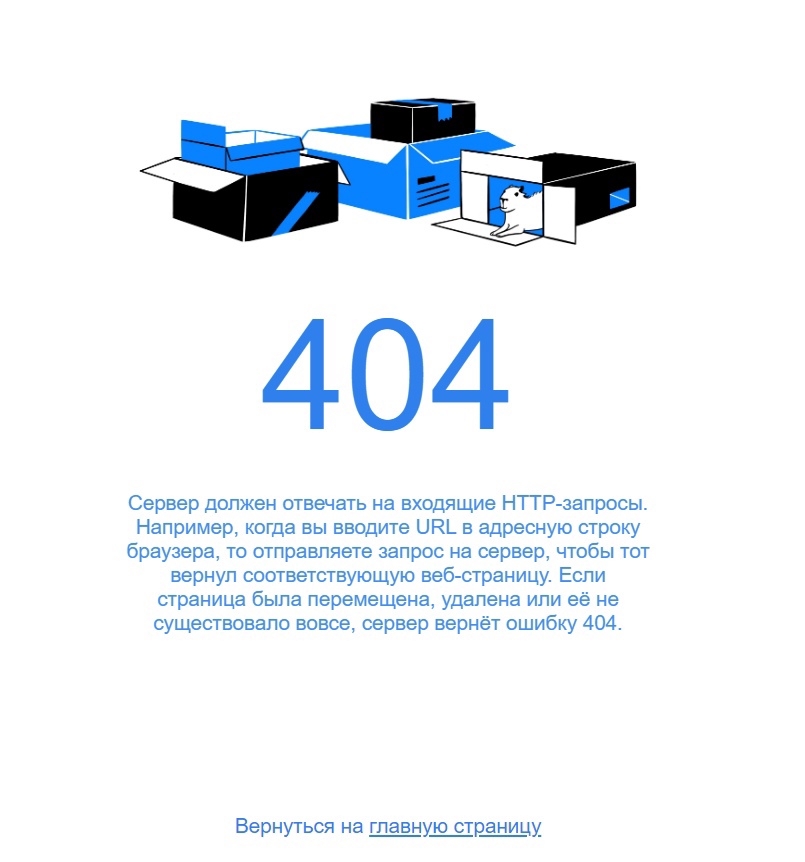 404
Сервер должен отвечать на входящие HTTP-запросы.
Например, когда вы вводите URL в адресную строку
браузера, то отправляете запрос на сервер, чтобы тот
вернул соответствующую веб-страницу. Если
страница была перемещена, удалена или её не
существовало вовсе, сервер вернёт ошибку 404.
Вернуться на главную страницу